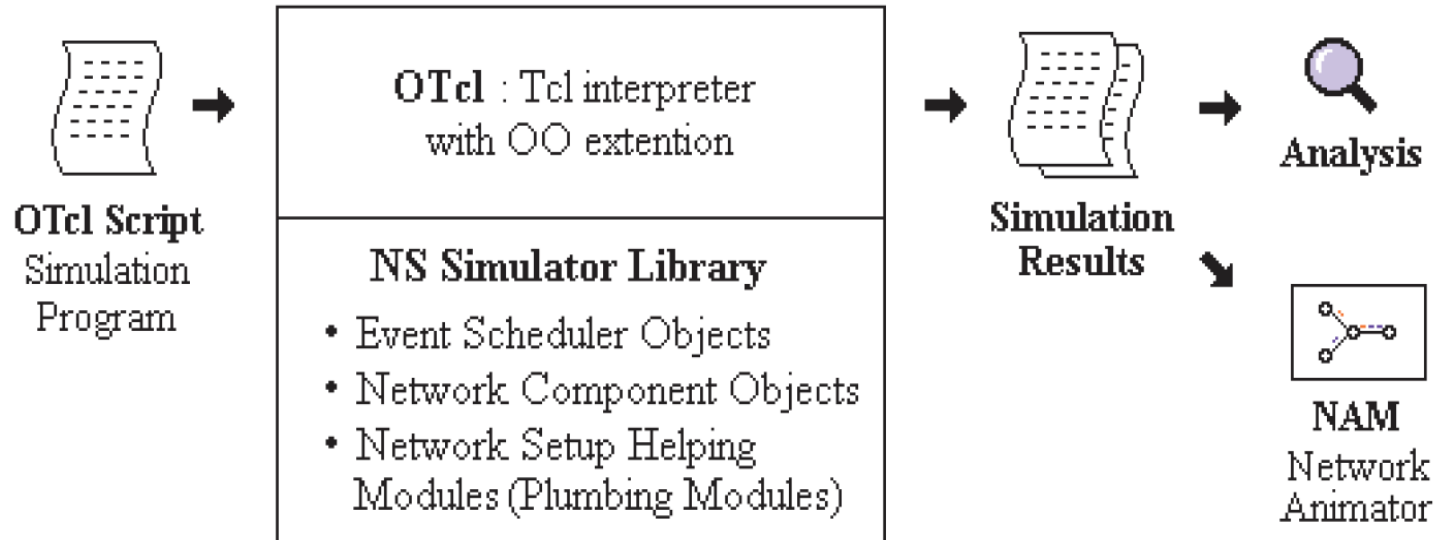 OTcl Script
Simulation
Program
OTcl : Tcl interpreter
with OO extention
NS Simulator Library
• Event Scheduler Objects
• Network Component Objects
• Network Setup Helping
Modules (Plumbing Modules)
Simulation
Results
Analysis
NAM
Network
Animator